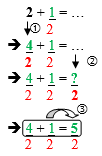 2 + 1 = ...
①
➔ 4 + 1 = ...
2 2
②
➔ 4 + 1 = ?
2 2 2
③
➔ 4 + 1 = 5
2 2 2